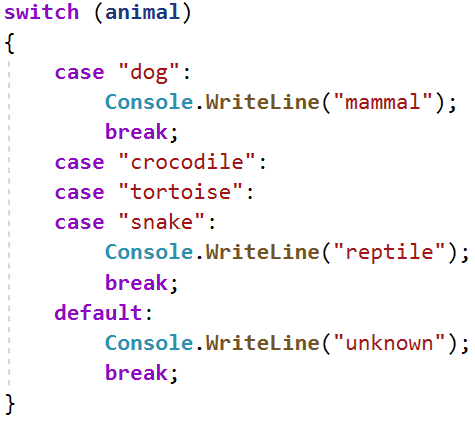 switch (animal)
{
    case "dog":
        Console.WriteLine("mammal");
        break;
    case "crocodile":
    case "tortoise":
    case "snake":
        Console.WriteLine("reptile");
        break;
    default:
        Console.WriteLine("unknown");
        break;
}